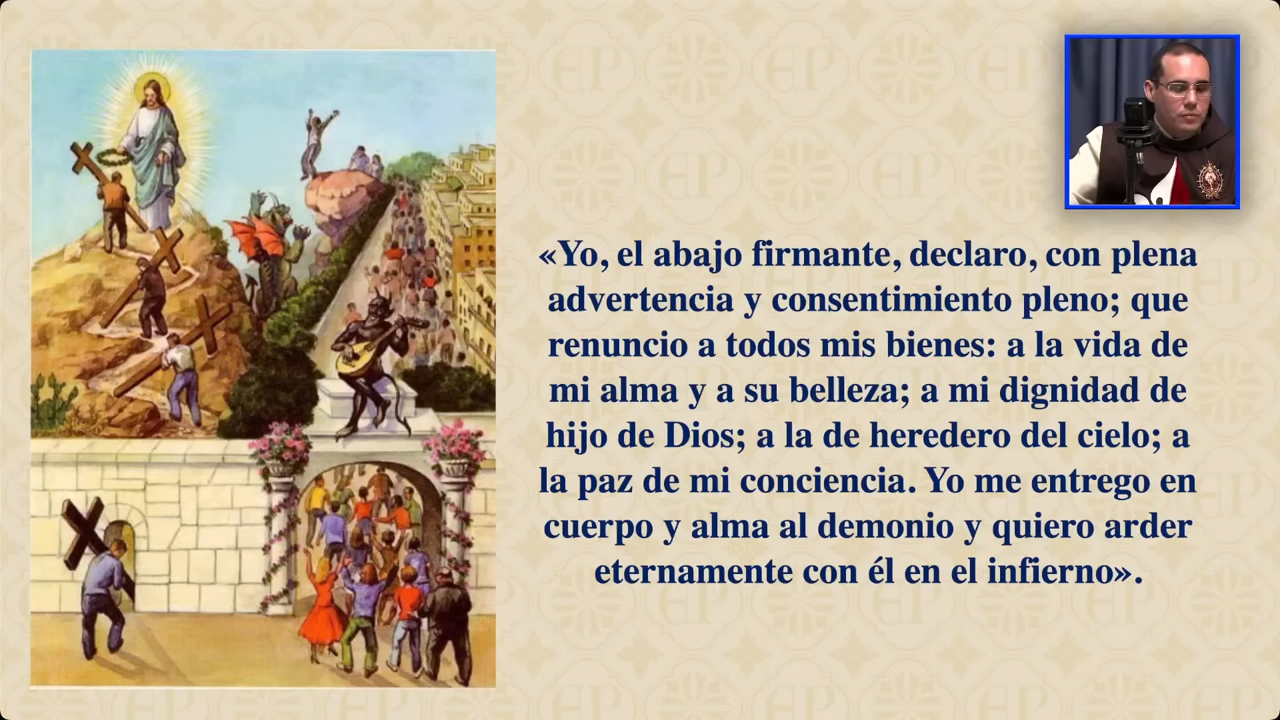 «Yo, el abajo firmante, declaro, con plena
advertencia y consentimiento pleno; que
renuncio a todos mis bienes: a la vida de
mi alma y a su belleza; a mi dignidad de
hijo de Dios; a la de heredero del cielo; a
la paz de mi conciencia. Yo me entrego en
cuerpo y alma al demonio y quiero arder
eternamente con él en el infierno».